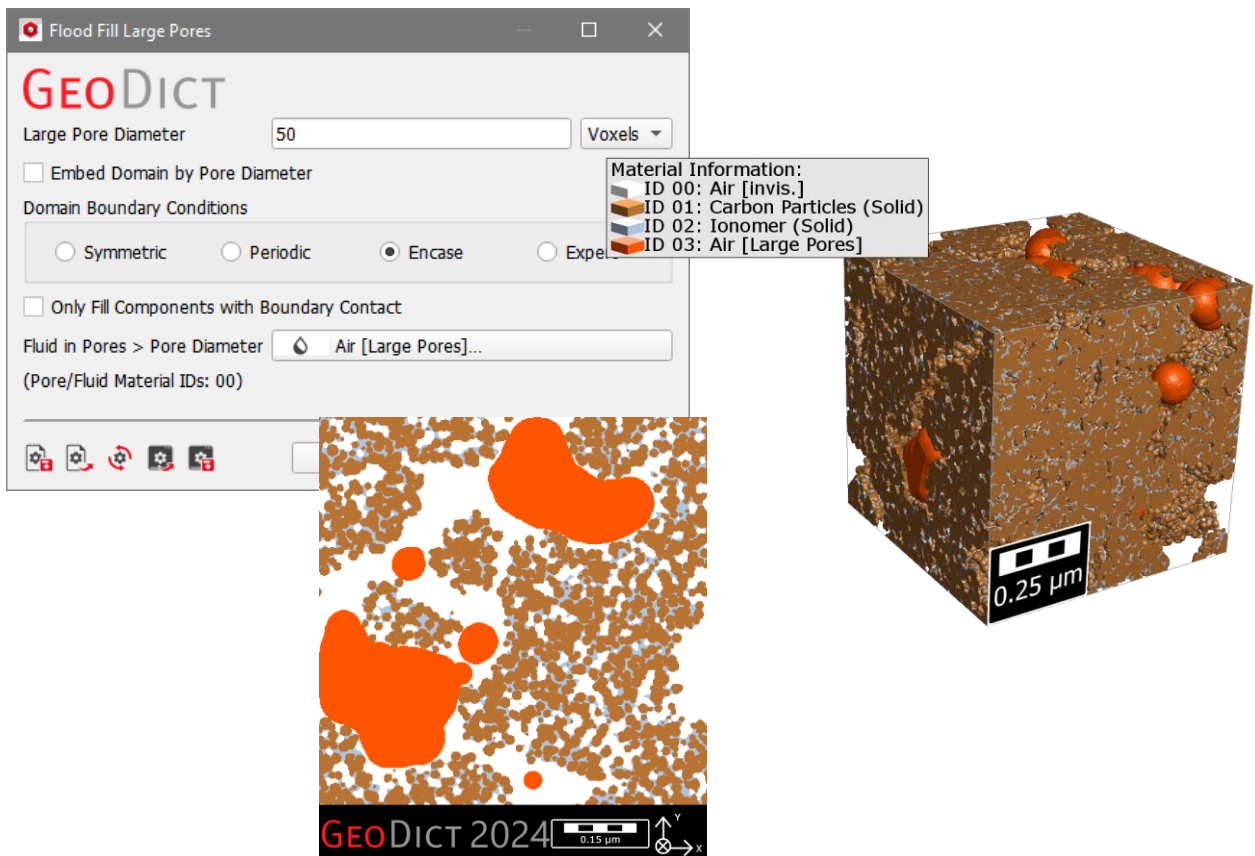 Flood Fill Large Pores
GEODICT
Large Pore Diameter
50
Voxels
Embed Domain by Pore Diameter
Domain Boundary Conditions
Symmetric
Periodic
Encase
Only Fill Components with Boundary Contact
Fluid in Pores > Pore Diameter
Air [Large Pores]...
(Pore/Fluid Material IDs: 00)
Material Information:
ID 00: Air [invis.]
ID 01: Carbon Particles (Solid)
ID 02: Ionomer (Solid)
ID 03: Air [Large Pores]
0.25 µm
GEODICT 2024
0.15 µm
Y
X